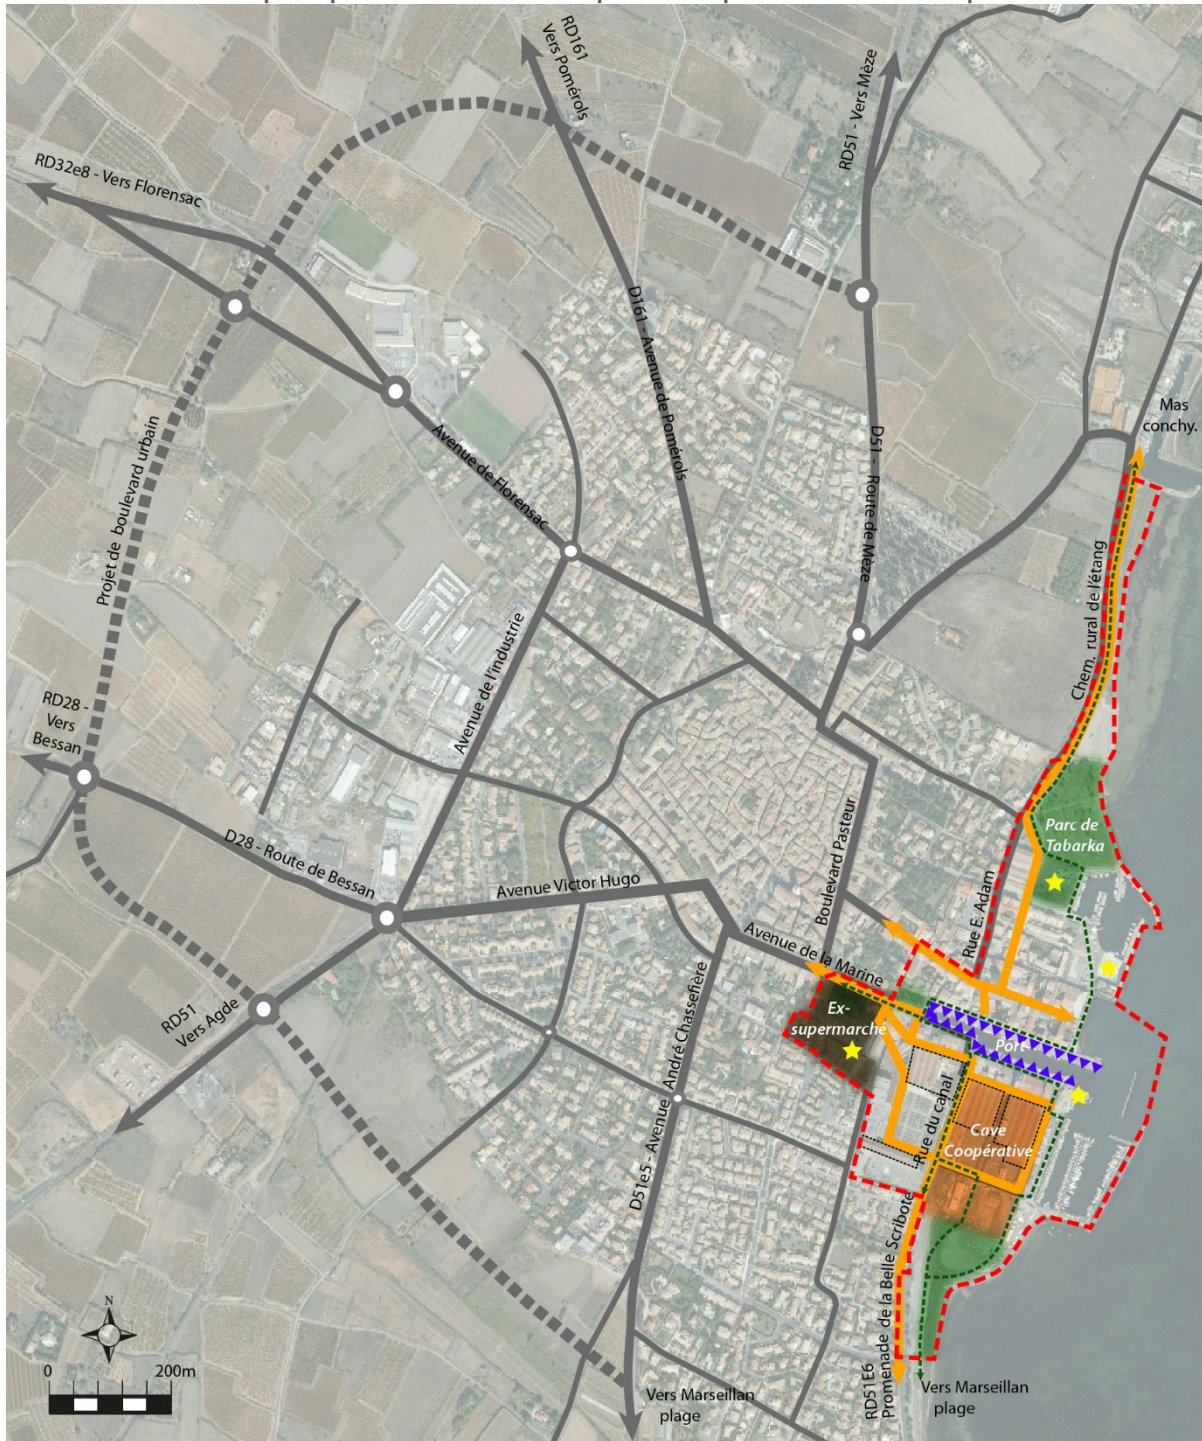 RD161
Vers Pomérols
RD51 - Vers Mèze
RD32e8 - Vers Florensac
D161 - Avenue de Pomérols
Mas
conchy.
Avenue de Florensac
D51 - Route de Mèze
Projet de boulevard urbain
Chem. rural de l'étang
Avenue de l'industrie
RD28 -
Vers
Bessan
Parc de
Tabarka
Boulevard Pasteur
D28 - Route de Bessan
Avenue Victor Hugo
Rue E. Adam
Avenue de la Marine
RD51
Vers Agde
Ex-
supermarché
Port
D51e5 - Avenue André Chassefière
Rue du canal
Cave
Coopérative
RD51E6
Promenade de la Belle Scribote
N
0 200m
Vers Marseillan
plage
Vers Marseillan
plage